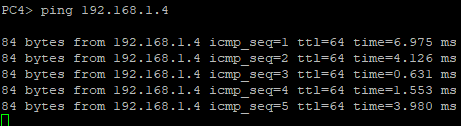 PC4> ping 192.168.1.4
84 bytes from 192.168.1.4 icmp_seq=1 ttl=64 time=6.975 ms
84 bytes from 192.168.1.4 icmp_seq=2 ttl=64 time=4.126 ms
84 bytes from 192.168.1.4 icmp_seq=3 ttl=64 time=0.631 ms
84 bytes from 192.168.1.4 icmp_seq=4 ttl=64 time=1.553 ms
84 bytes from 192.168.1.4 icmp_seq=5 ttl=64 time=3.980 ms